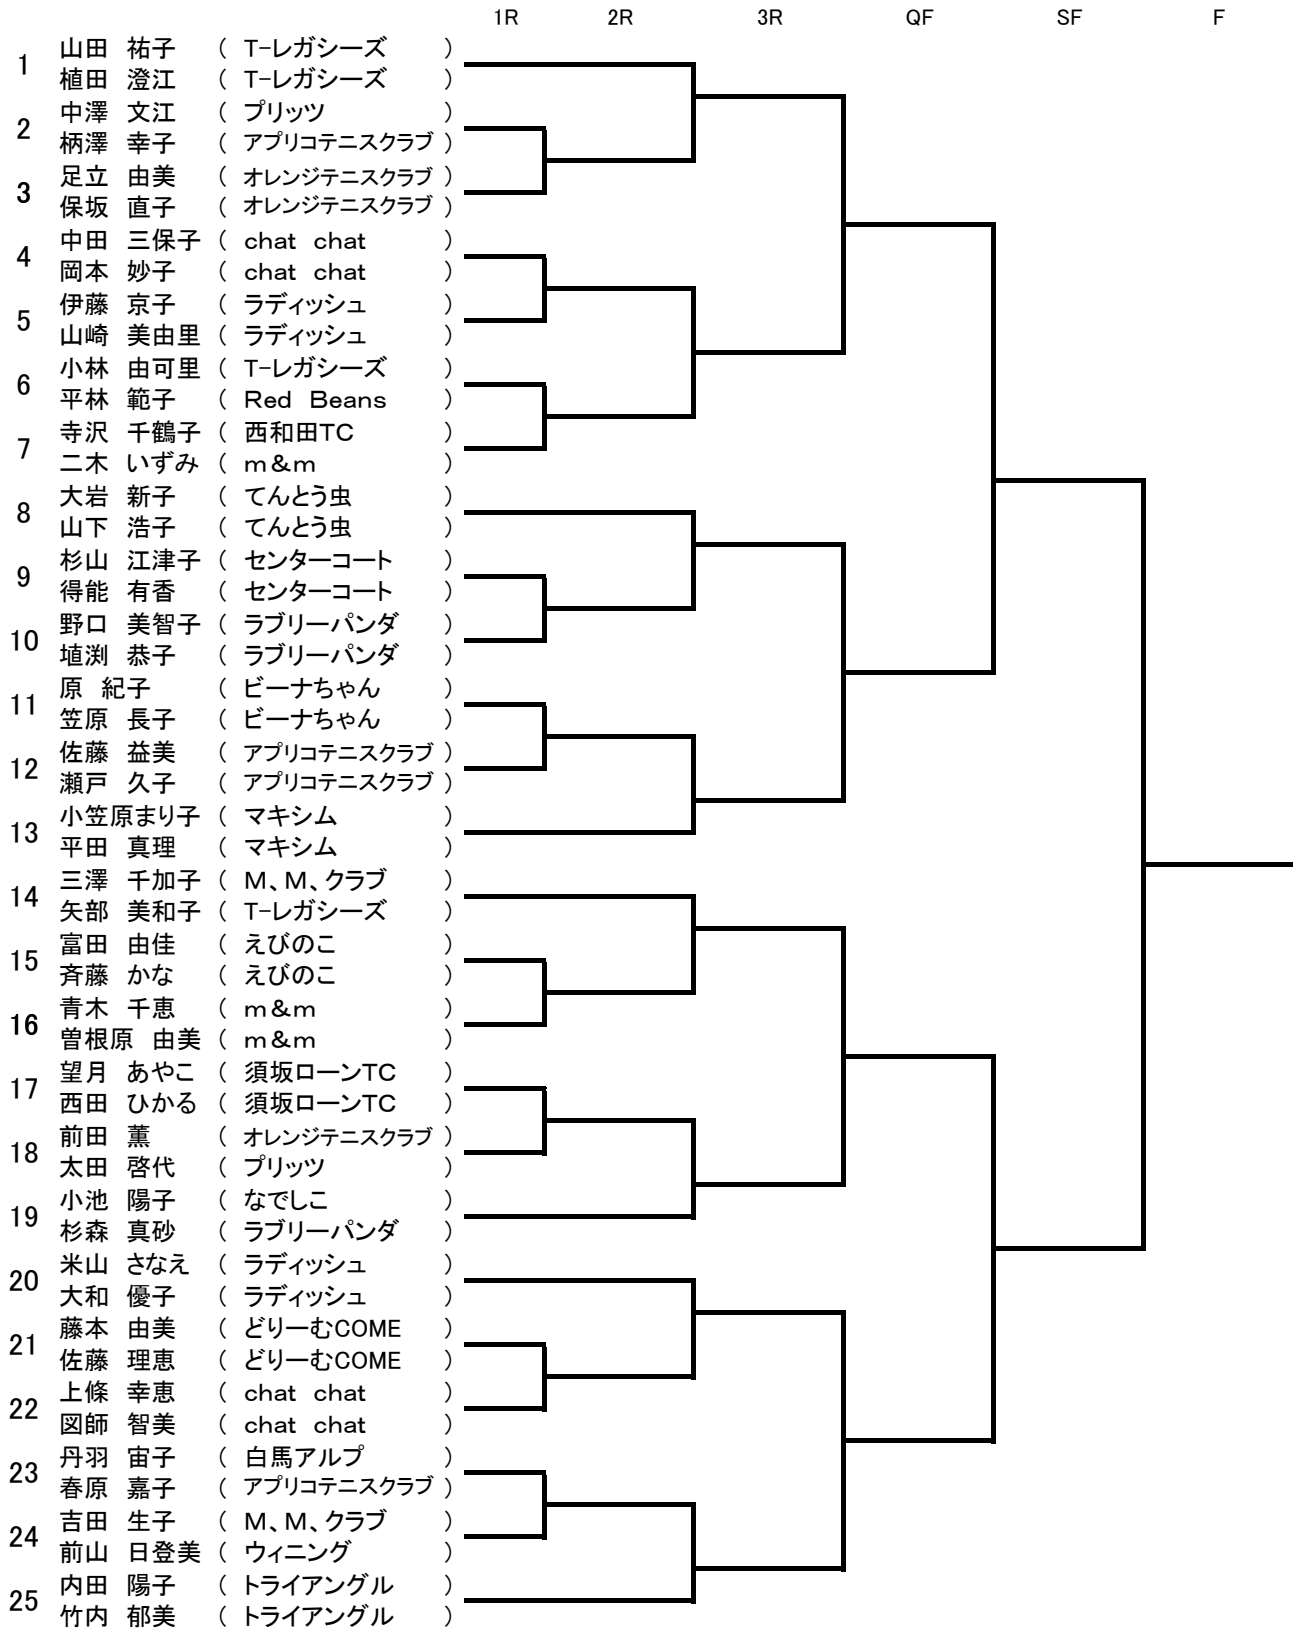 1R 2R 3R QF SF F
1 山田 祐子 ( T-レガシーズ )
植田 澄江 ( T-レガシーズ )
2 中澤 文江 ( プリッツ )
柄澤 幸子 ( アプリコテニスクラブ )
3 足立 由美 ( オレンジテニスクラブ )
保坂 直子 ( オレンジテニスクラブ )
4 中田 三保子 ( chat chat )
岡本 妙子 ( chat chat )
5 伊藤 京子 ( ラディッシュ )
山崎 美由里 ( ラディッシュ )
6 小林 由可里 ( T-レガシーズ )
平林 範子 ( Red Beans )
7 寺沢 千鶴子 ( 西和田TC )
二木 いずみ ( m&m )
8 大岩 新子 ( てんとう虫 )
山下 浩子 ( てんとう虫 )
9 杉山 江津子 ( センターコート )
得能 有香 ( センターコート )
10 野口 美智子 ( ラブリーパンダ )
埴渕 恭子 ( ラブリーパンダ )
11 原 紀子 ( ビーナちゃん )
笠原 長子 ( ビーナちゃん )
12 佐藤 益美 ( アプリコテニスクラブ )
瀬戸 久子 ( アプリコテニスクラブ )
13 小笠原まり子 ( マキシム )
平田 真理 ( マキシム )
14 三澤 千加子 ( M、M、クラブ )
矢部 美和子 ( T-レガシーズ )
15 富田 由佳 ( えびのこ )
斉藤 かな ( えびのこ )
16 青木 千恵 ( m&m )
曽根原 由美 ( m&m )
17 望月 あやこ ( 須坂ローンTC )
西田 ひかる ( 須坂ローンTC )
18 前田 薫 ( オレンジテニスクラブ )
太田 啓代 ( プリッツ )
19 小池 陽子 ( なでしこ )
杉森 真砂 ( ラブリーパンダ )
20 米山 さなえ ( ラディッシュ )
大和 優子 ( ラディッシュ )
21 藤本 由美 ( どりーむCOME )
佐藤 理恵 ( どりーむCOME )
22 上條 幸恵 ( chat chat )
図師 智美 ( chat chat )
23 丹羽 宙子 ( 白馬アルプ )
春原 嘉子 ( アプリコテニスクラブ )
24 吉田 生子 ( M、M、クラブ )
前山 日登美 ( ウィニング )
25 内田 陽子 ( トライアングル )
竹内 郁美 ( トライアングル )